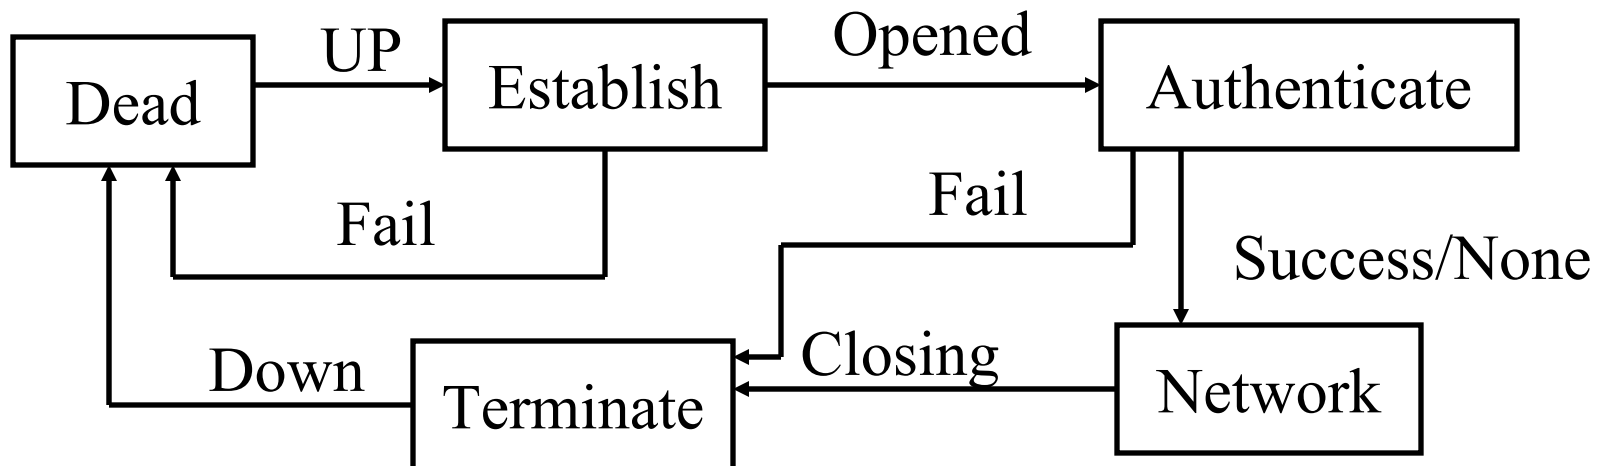 UP
Opened
Dead
Establish
Authenticate
Fail
Fail
Success/None
Closing
Down
Terminate
Network